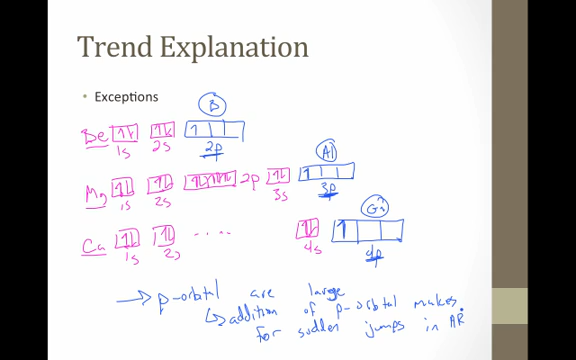 Trend Explanation
• Exceptions
B
Be 1s 2s 2p
Al
Mg 1s 2s 2p 3s 3p
Ga
Ca 1s 2s .... 4s 4p
→ p-orbital are large
↳ addition of p-orbital makes
for sudden jumps in AR.